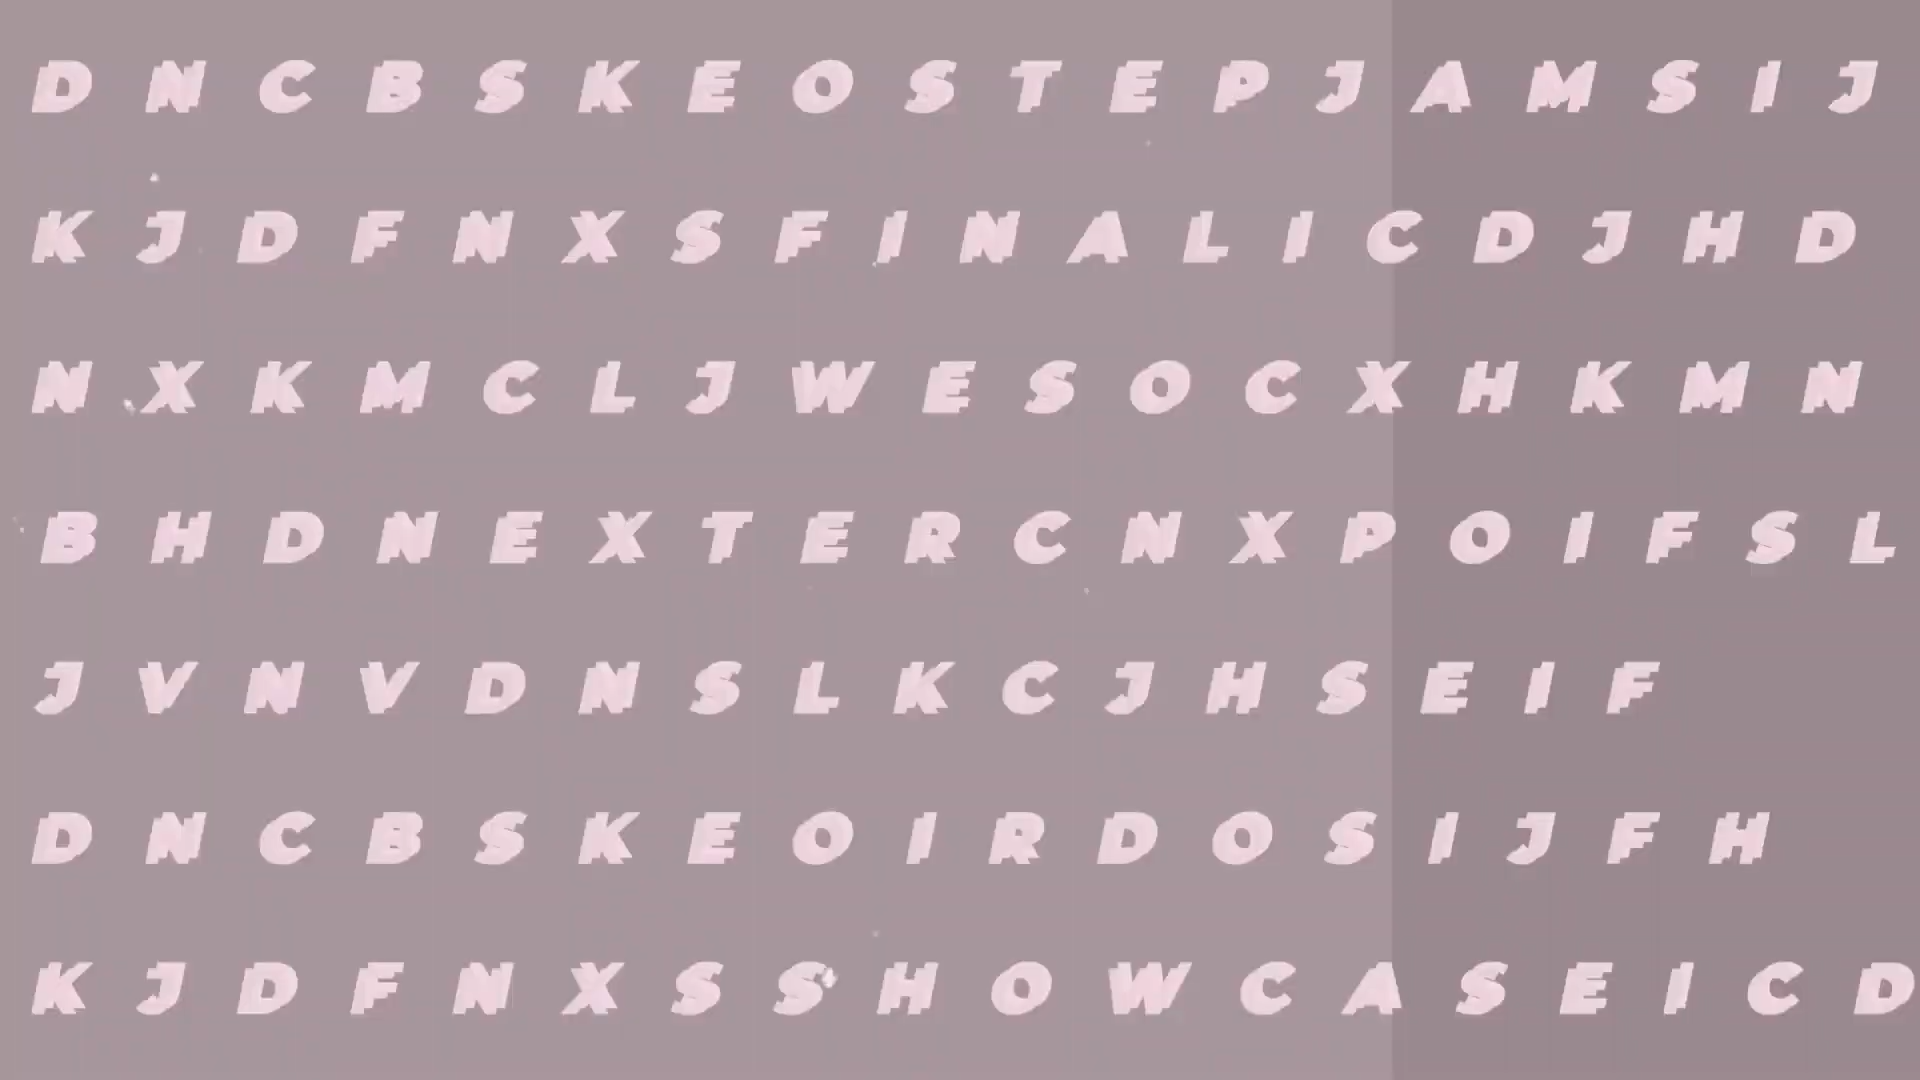 D N C B S K E O S T E P J A M S I J
K J D F N X S F I N A L I C D J H D
N X K M C L J W E S O C X H K M N
B H D N E X T E R C N X P O I F S L
J V N V D N S L K C J H S E I F
D N C B S K E O I R D O S I J F H
K J D F N X S S H O W C A S E I C D